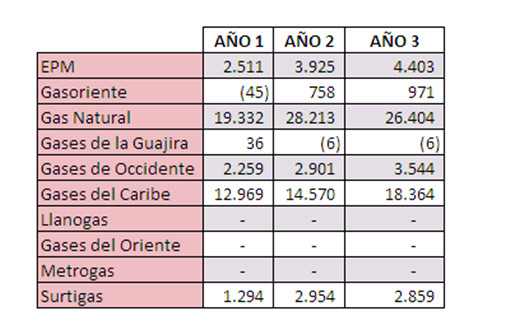 AÑO 1 AÑO 2 AÑO 3
EPM 2.511 3.925 4.403
Gasoriente (45) 758 971
Gas Natural 19.332 28.213 26.404
Gases de la Guajira 36 (6) (6)
Gases de Occidente 2.259 2.901 3.544
Gases del Caribe 12.969 14.570 18.364
Llanogas - - -
Gases del Oriente - - -
Metrogas - - -
Surtigas 1.294 2.954 2.859